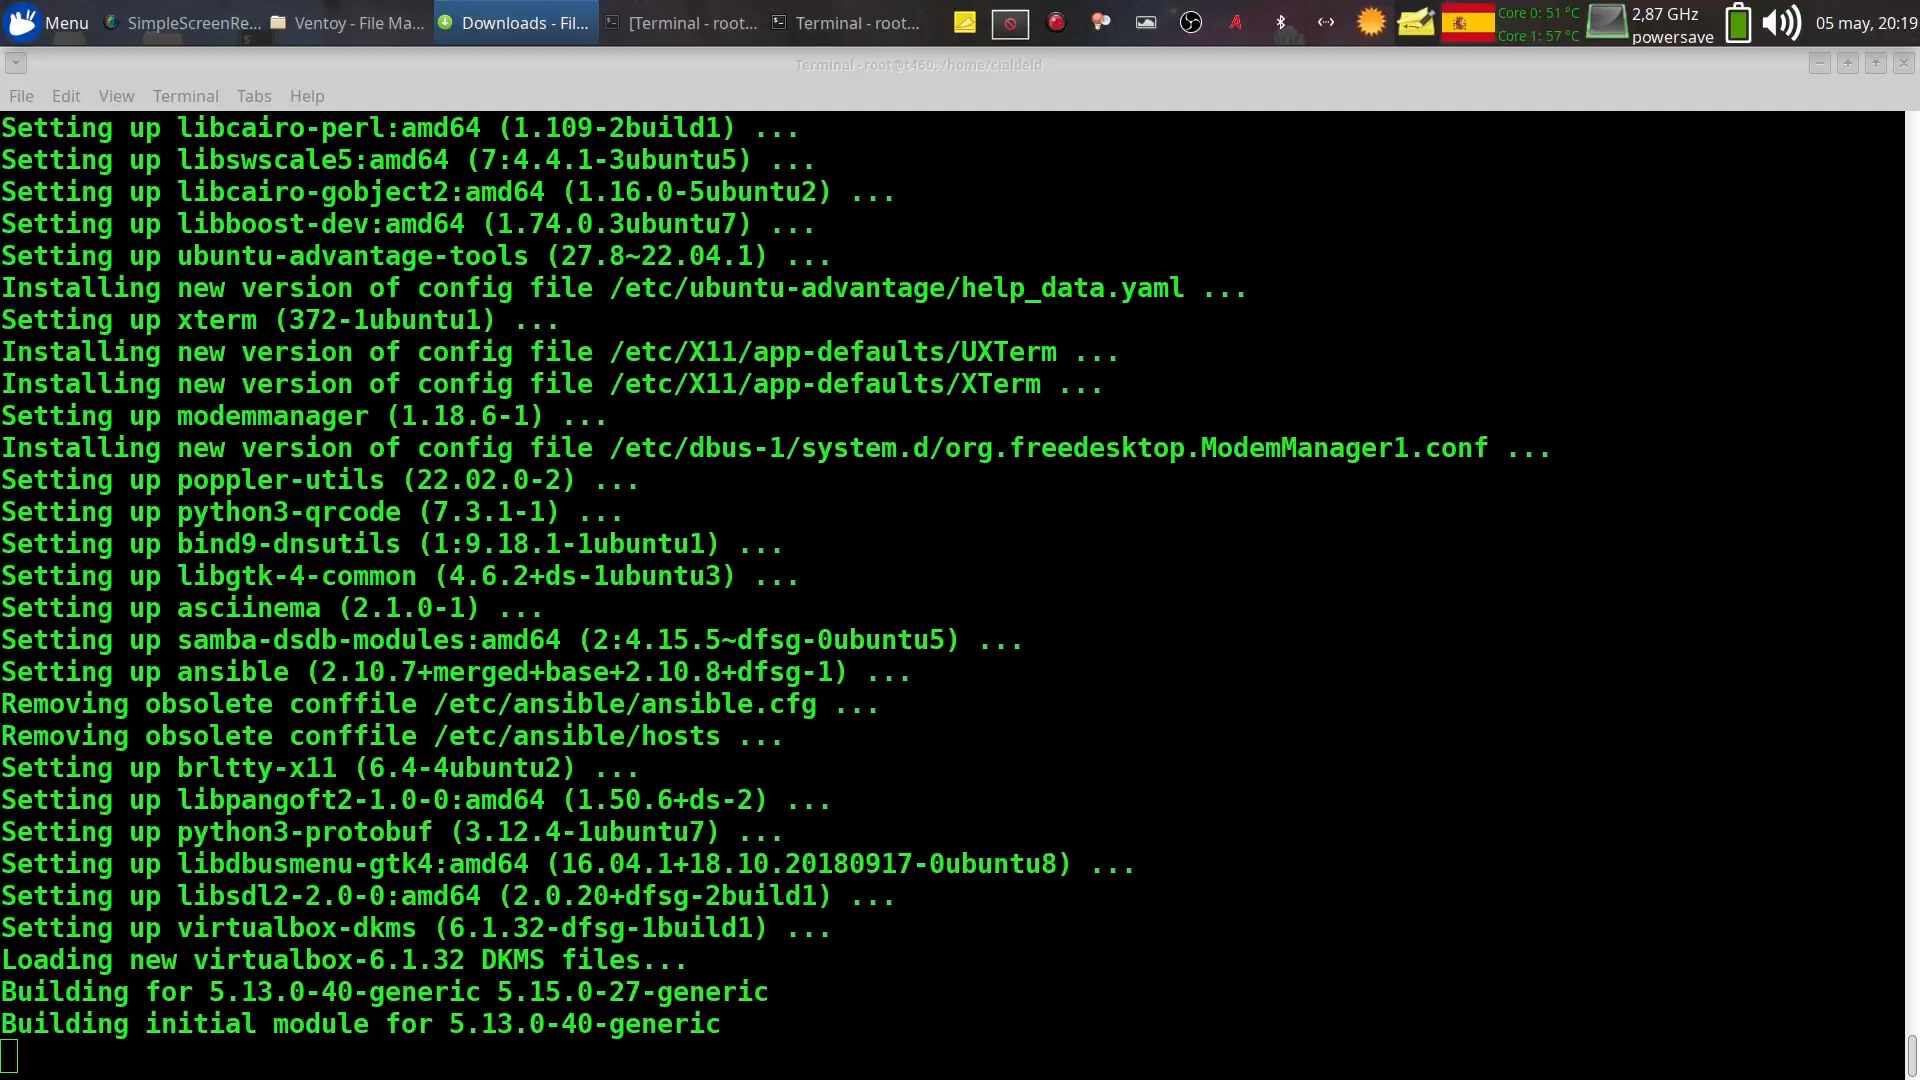 Menu SimpleScreenRe... Ventoy - File Ma... Downloads - Fil... [Terminal - root... Terminal - root... Core 0: 51 °C Core 1: 57 °C 2,87 GHz powersave 05 may, 20:19
Terminal - root@t460: /home/cialdeld
File Edit View Terminal Tabs Help
Setting up libcairo-perl:amd64 (1.109-2build1) ...
Setting up libswscale5:amd64 (7:4.4.1-3ubuntu5) ...
Setting up libcairo-gobject2:amd64 (1.16.0-5ubuntu2) ...
Setting up libboost-dev:amd64 (1.74.0.3ubuntu7) ...
Setting up ubuntu-advantage-tools (27.8~22.04.1) ...
Installing new version of config file /etc/ubuntu-advantage/help_data.yaml ...
Setting up xterm (372-1ubuntu1) ...
Installing new version of config file /etc/X11/app-defaults/UXTerm ...
Installing new version of config file /etc/X11/app-defaults/XTerm ...
Setting up modemmanager (1.18.6-1) ...
Installing new version of config file /etc/dbus-1/system.d/org.freedesktop.ModemManager1.conf ...
Setting up poppler-utils (22.02.0-2) ...
Setting up python3-qrcode (7.3.1-1) ...
Setting up bind9-dnsutils (1:9.18.1-1ubuntu1) ...
Setting up libgtk-4-common (4.6.2+ds-1ubuntu3) ...
Setting up asciinema (2.1.0-1) ...
Setting up samba-dsdb-modules:amd64 (2:4.15.5~dfsg-0ubuntu5) ...
Setting up ansible (2.10.7+merged+base+2.10.8+dfsg-1) ...
Removing obsolete conffile /etc/ansible/ansible.cfg ...
Removing obsolete conffile /etc/ansible/hosts ...
Setting up brltty-x11 (6.4-4ubuntu2) ...
Setting up libpangoft2-1.0-0:amd64 (1.50.6+ds-2) ...
Setting up python3-protobuf (3.12.4-1ubuntu7) ...
Setting up libdbusmenu-gtk4:amd64 (16.04.1+18.10.20180917-0ubuntu8) ...
Setting up libsdl2-2.0-0:amd64 (2.0.20+dfsg-2build1) ...
Setting up virtualbox-dkms (6.1.32-dfsg-1build1) ...
Loading new virtualbox-6.1.32 DKMS files...
Building for 5.13.0-40-generic 5.15.0-27-generic
Building initial module for 5.13.0-40-generic